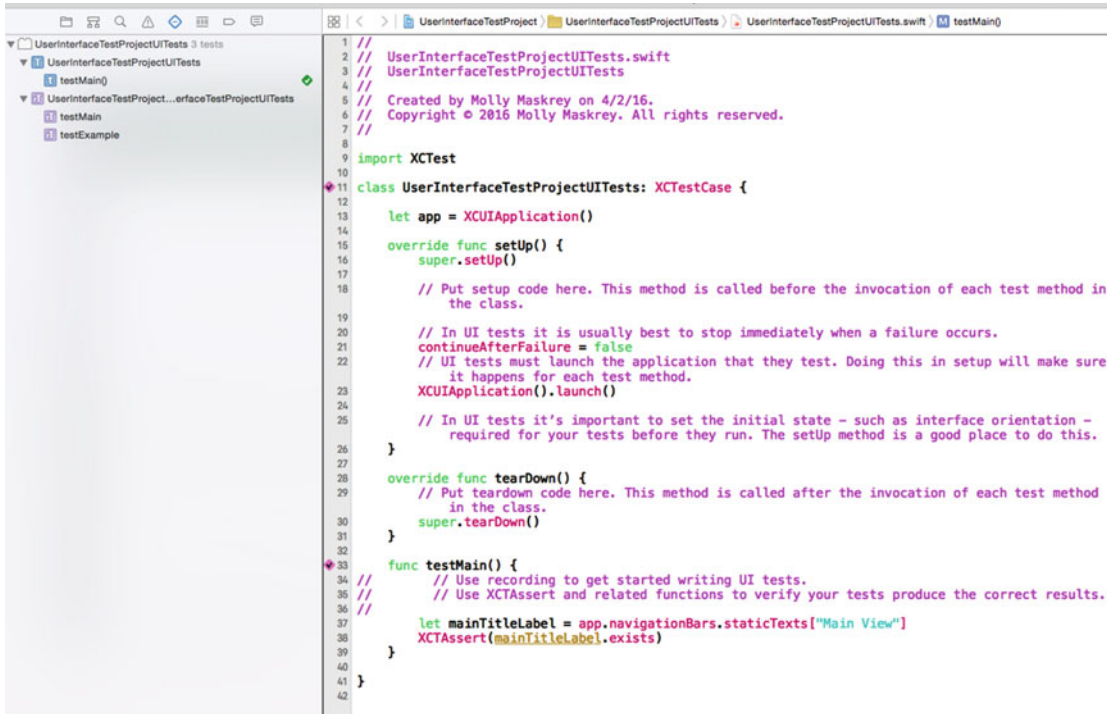 UserInterfaceTestProject
UserInterfaceTestProjectUITests
UserInterfaceTestProjectUITests.swift
M testMain()
UserInterfaceTestProjectUITests 3 tests
T UserInterfaceTestProjectUITests
T testMain()
UserInterfaceTestProject...erfaceTestProjectUITests
testMain
testExample
1 //
2 //  UserInterfaceTestProjectUITests.swift
3 //  UserInterfaceTestProjectUITests
4 //
5 //  Created by Molly Maskrey on 4/2/16.
6 //  Copyright © 2016 Molly Maskrey. All rights reserved.
7 //
8
9 import XCTest
10
11 class UserInterfaceTestProjectUITests: XCTestCase {
12
13     let app = XCUIApplication()
14
15     override func setUp() {
16         super.setUp()
17
18         // Put setup code here. This method is called before the invocation of each test method in
the class.
19
20         // In UI tests it is usually best to stop immediately when a failure occurs.
21         continueAfterFailure = false
22         // UI tests must launch the application that they test. Doing this in setup will make sure
it happens for each test method.
23         XCUIApplication().launch()
24
25         // In UI tests it's important to set the initial state - such as interface orientation -
required for your tests before they run. The setUp method is a good place to do this.
26     }
27
28     override func tearDown() {
29         // Put teardown code here. This method is called after the invocation of each test method
in the class.
30         super.tearDown()
31     }
32
33     func testMain() {
34 //        // Use recording to get started writing UI tests.
35 //        // Use XCTAssert and related functions to verify your tests produce the correct results.
36 //
37         let mainTitleLabel = app.navigationBars.staticTexts["Main View"]
38         XCTAssert(mainTitleLabel.exists)
39     }
40
41 }
42